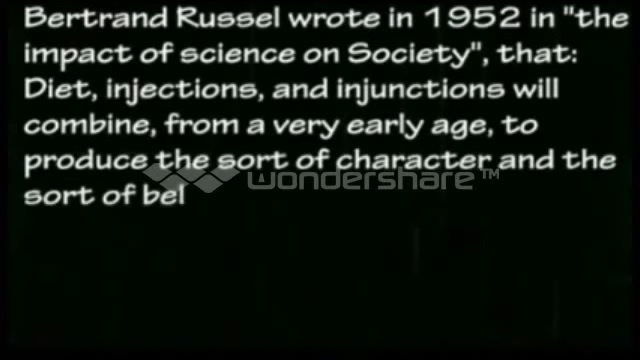 Bertrand Russel wrote in 1952 in "the
impact of science on Society", that:
Diet, injections, and injunctions will
combine, from a very early age, to
produce the sort of character and the
wondershare™
sort of bel